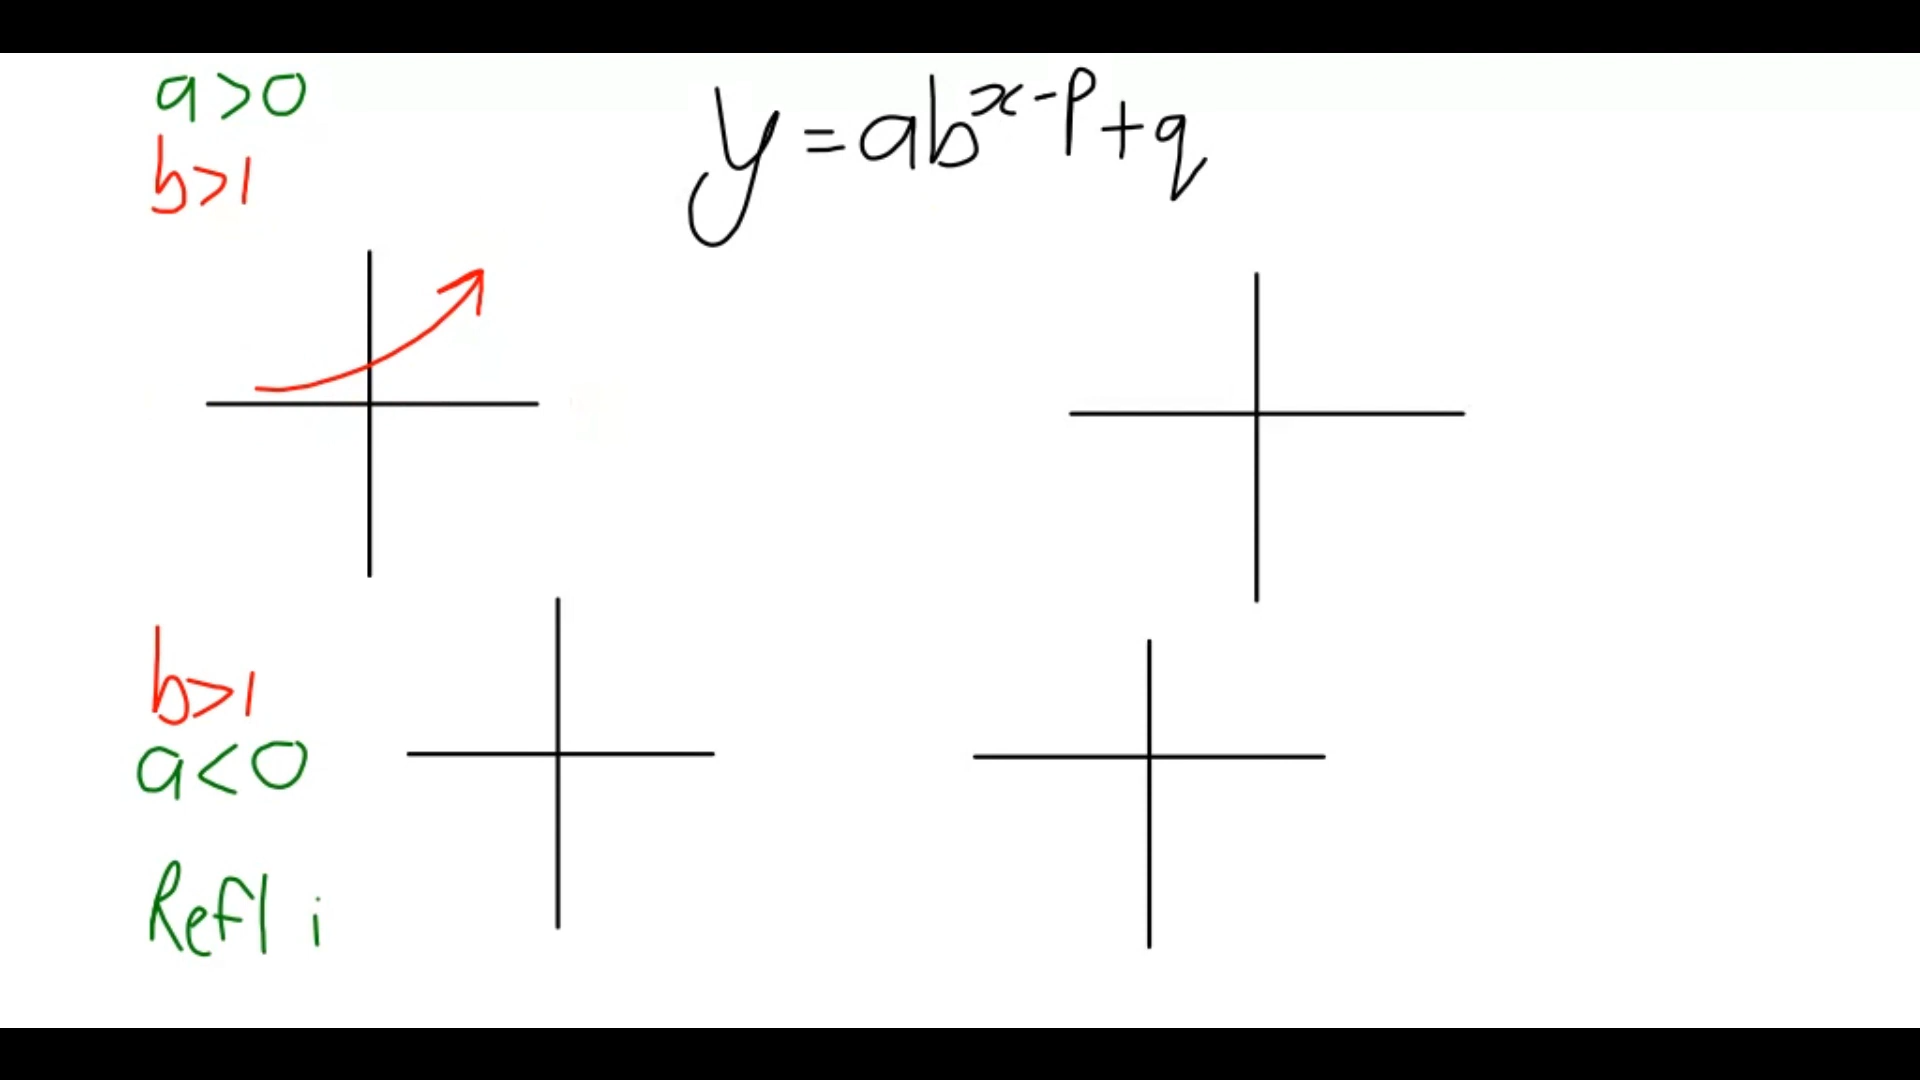 a>0
b>1
y=ab^{x-p}+q
b>1
a<0
Refl i